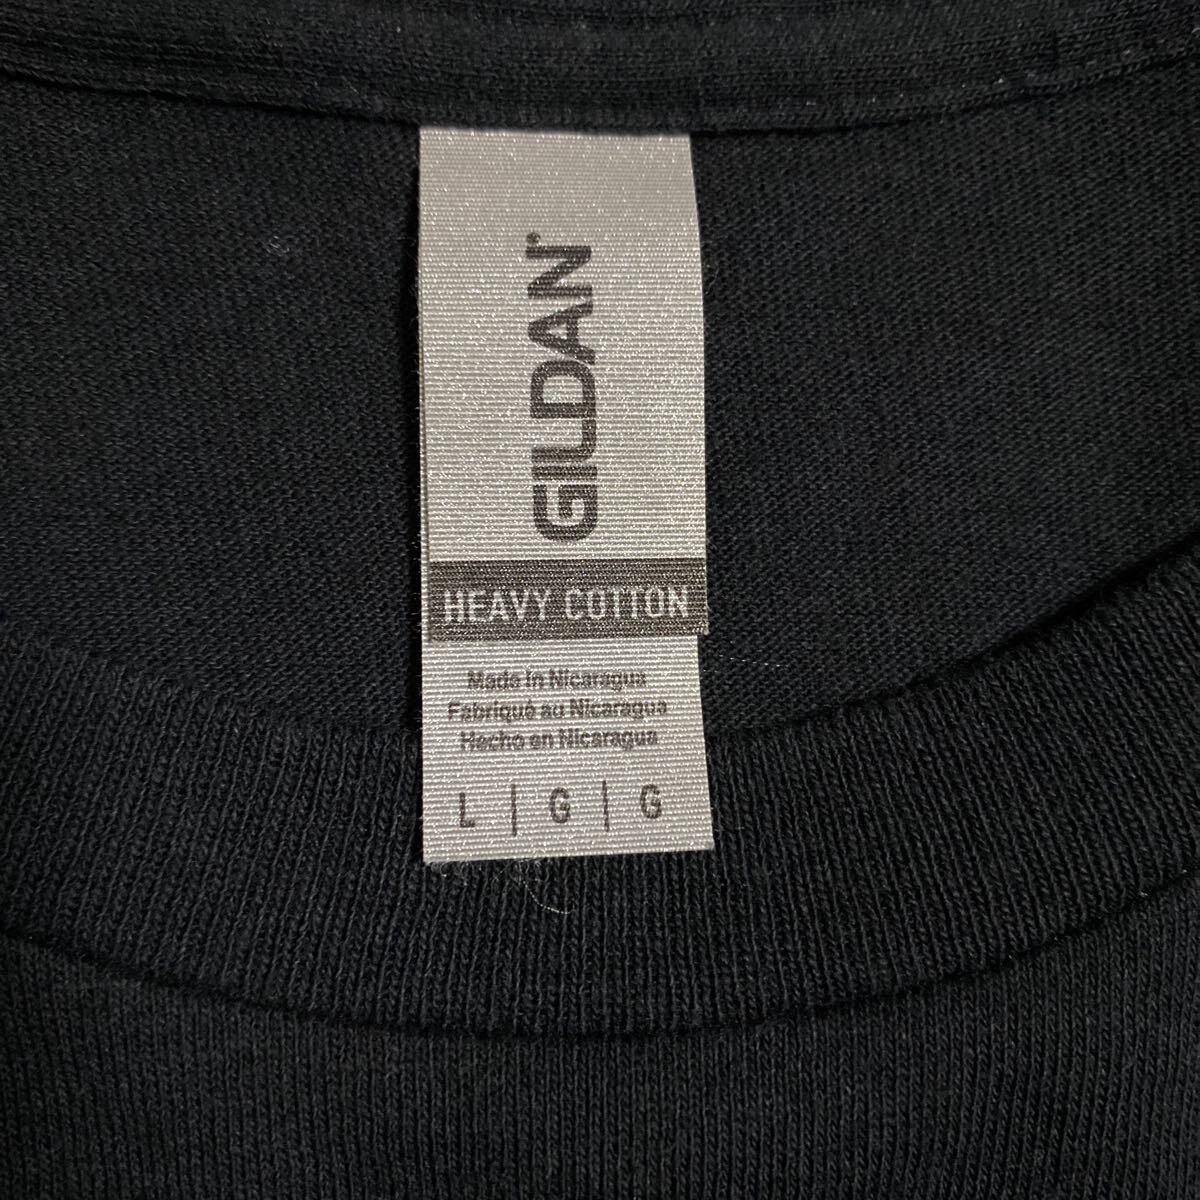 GILDAN
HEAVY COTTON
Made in Nicaragua
Fabriqué au Nicaragua
Hecho en Nicaragua
L | G | G